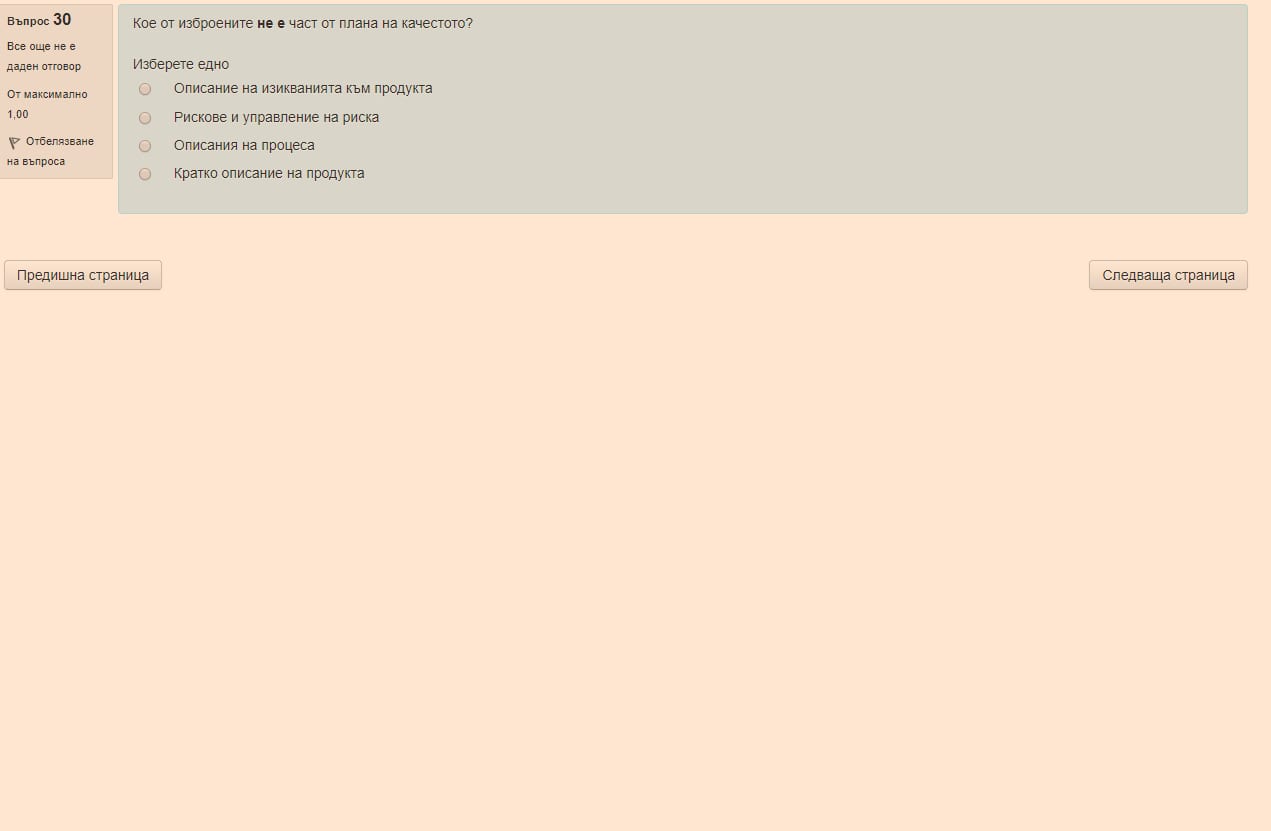 Въпрос 30
Все още не е
даден отговор
От максимално
1,00
Отбелязване
на въпроса
Кое от изброените не е част от плана на качестото?
Изберете едно
Описание на изикванията към продукта
Рискове и управление на риска
Описания на процеса
Кратко описание на продукта
Предишна страница
Следваща страница